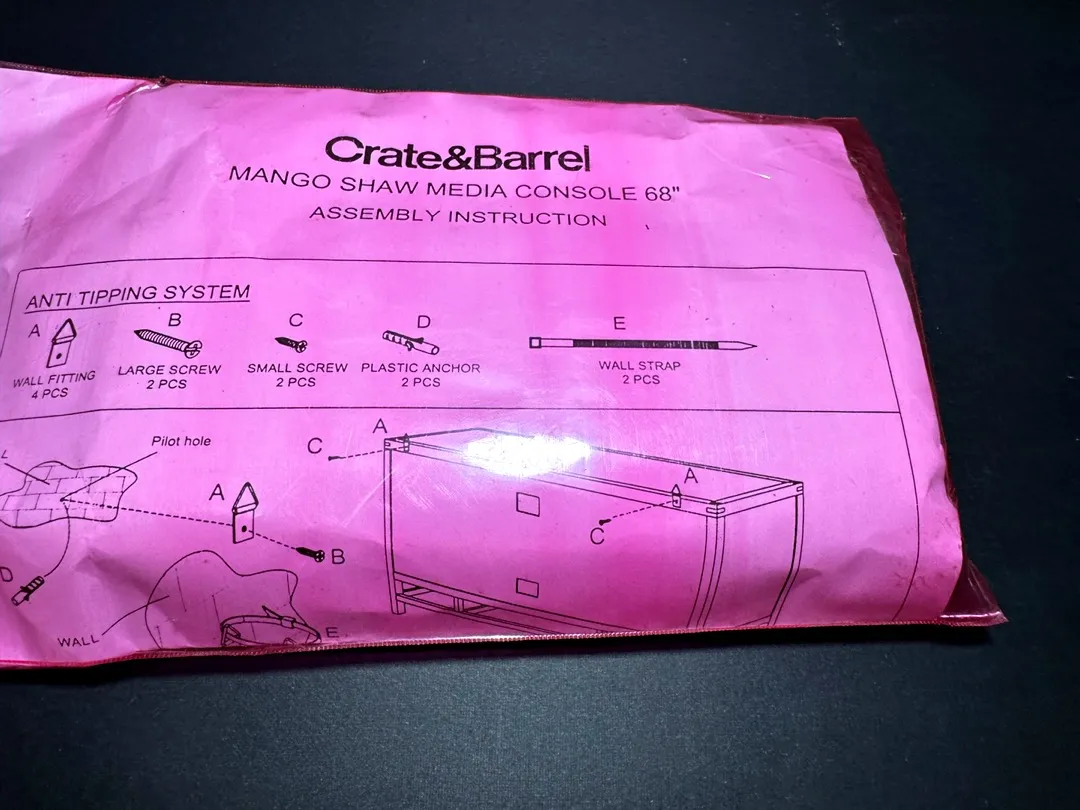 Crate&Barrel
MANGO SHAW MEDIA CONSOLE 68"
ASSEMBLY INSTRUCTION
ANTI TIPPING SYSTEM
A B C D E
WALL FITTING LARGE SCREW SMALL SCREW PLASTIC ANCHOR WALL STRAP
4 PCS 2 PCS 2 PCS 2 PCS 2 PCS
L Pilot hole
A
C
A
A
C
B
D
WALL
E